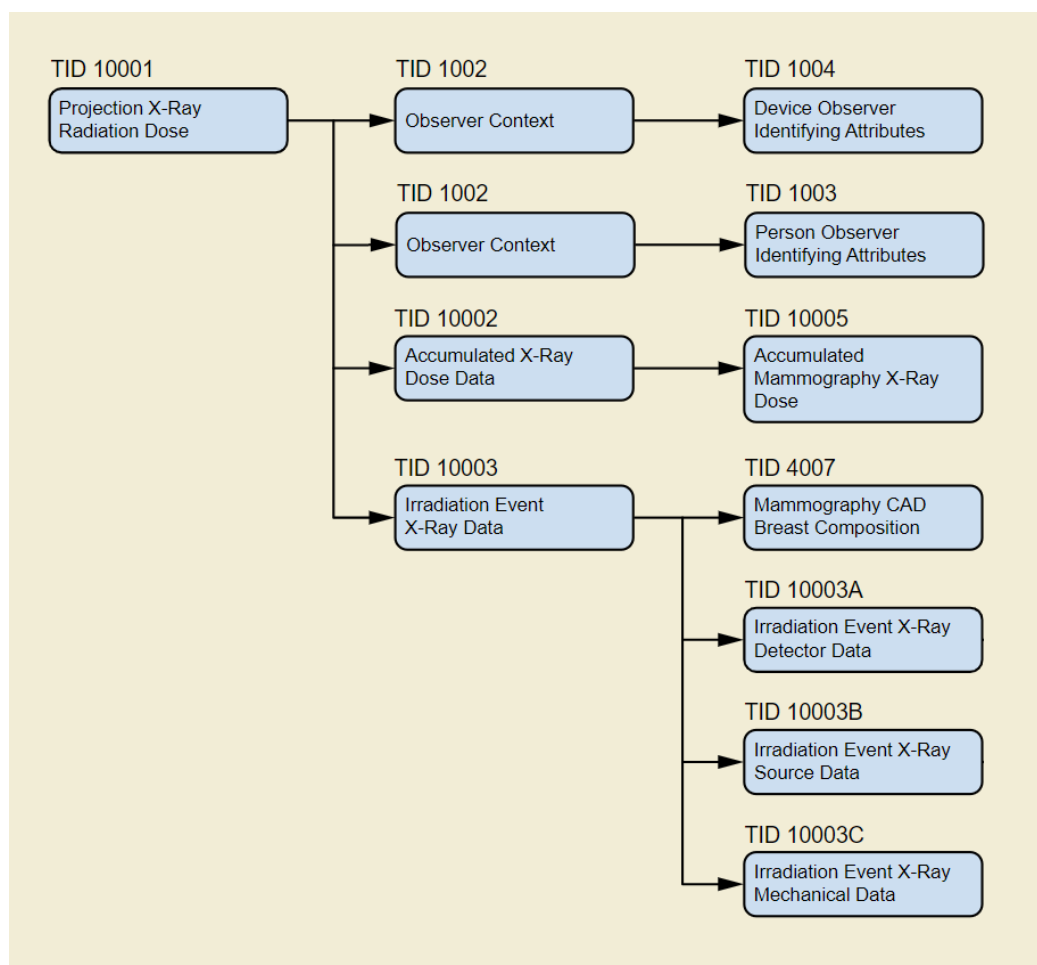 TID 10001
Projection X-Ray
Radiation Dose
TID 1002
Observer Context
TID 1004
Device Observer
Identifying Attributes
TID 1002
Observer Context
TID 1003
Person Observer
Identifying Attributes
TID 10002
Accumulated X-Ray
Dose Data
TID 10005
Accumulated
Mammography X-Ray
Dose
TID 10003
Irradiation Event
X-Ray Data
TID 4007
Mammography CAD
Breast Composition
TID 10003A
Irradiation Event X-Ray
Detector Data
TID 10003B
Irradiation Event X-Ray
Source Data
TID 10003C
Irradiation Event X-Ray
Mechanical Data